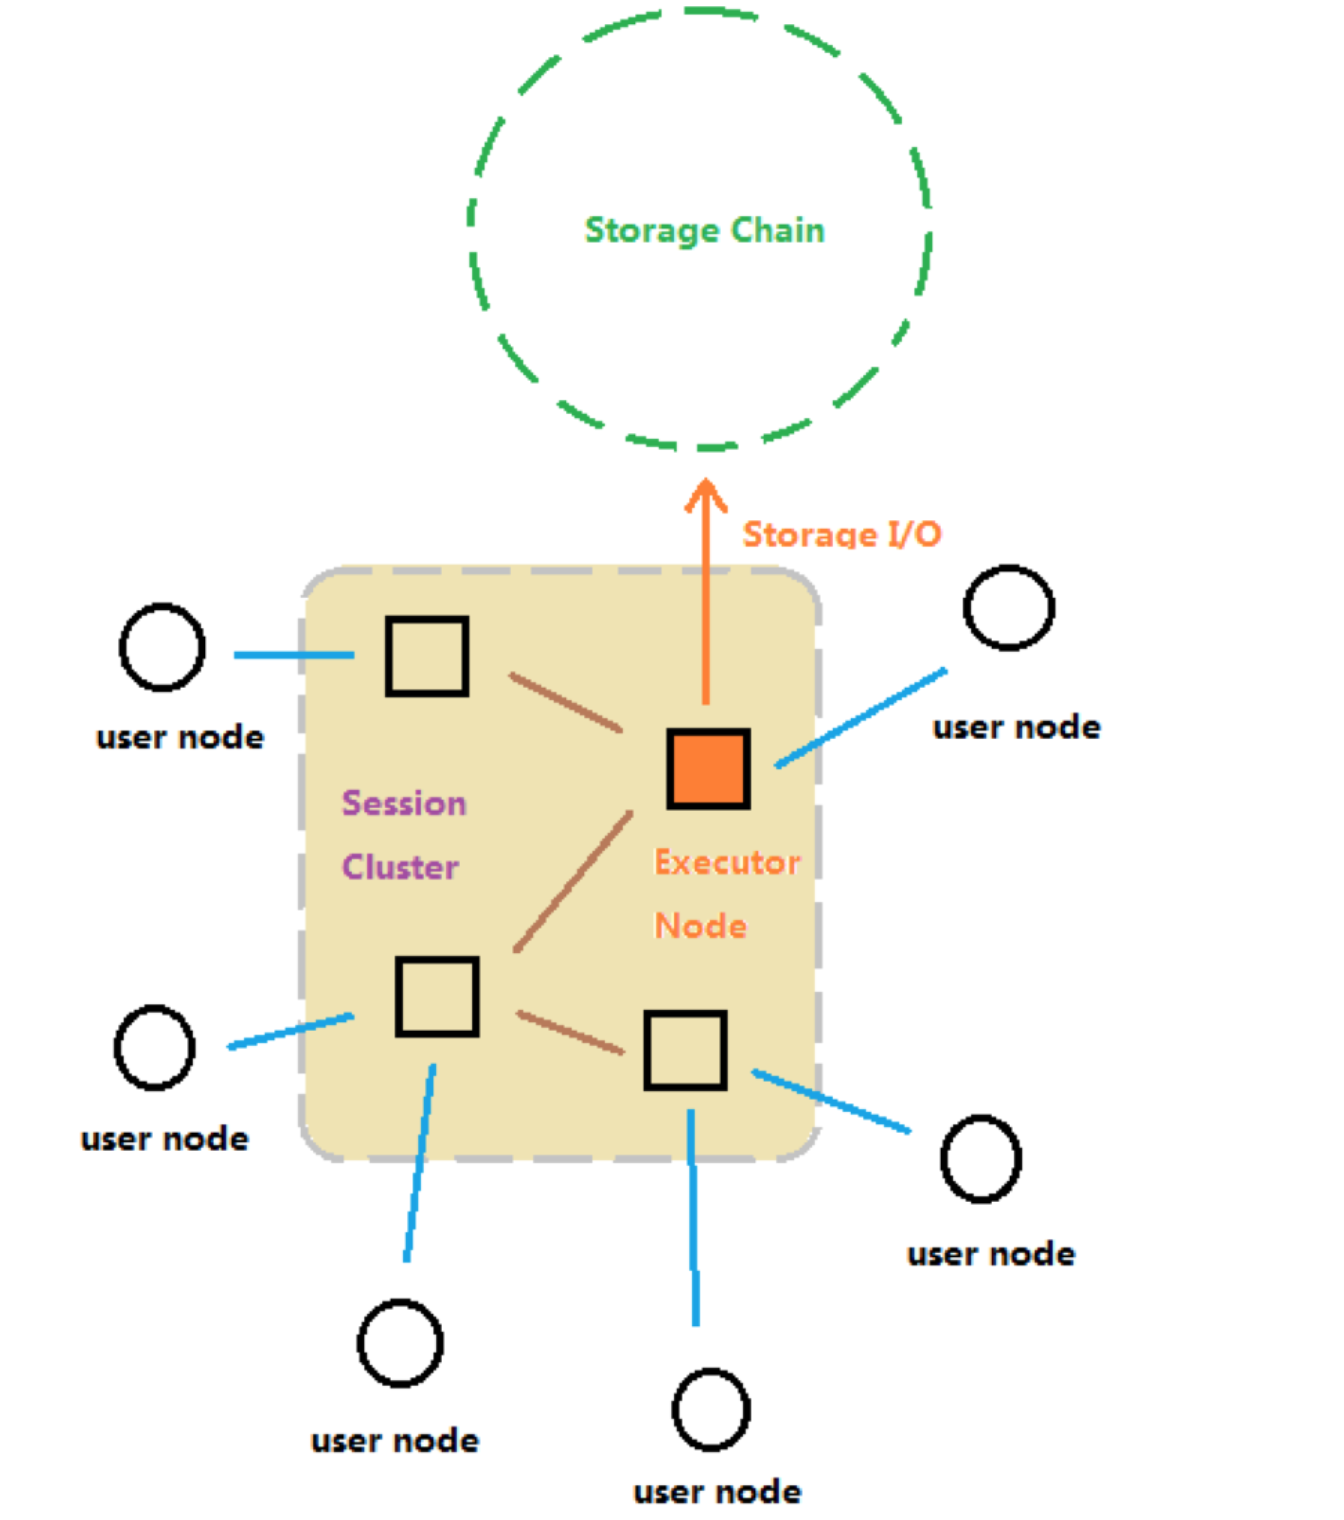 Storage Chain
Storage I/O
user node
user node
Session
Cluster
Executor
Node
user node
user node
user node
user node